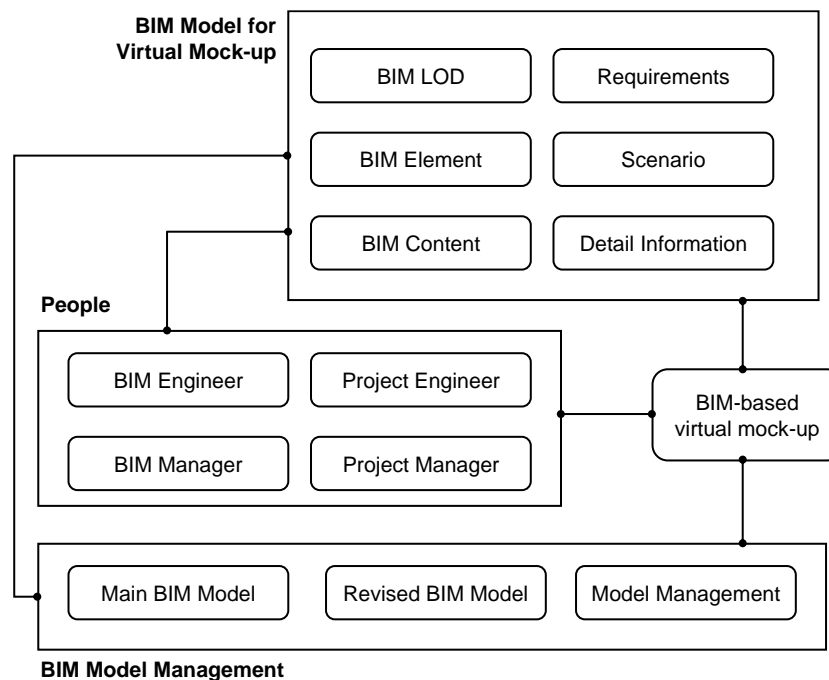 BIM Model for
Virtual Mock-up
BIM LOD
Requirements
BIM Element
Scenario
BIM Content
Detail Information
People
BIM Engineer
Project Engineer
BIM Manager
Project Manager
BIM-based
virtual mock-up
Main BIM Model
Revised BIM Model
Model Management
BIM Model Management